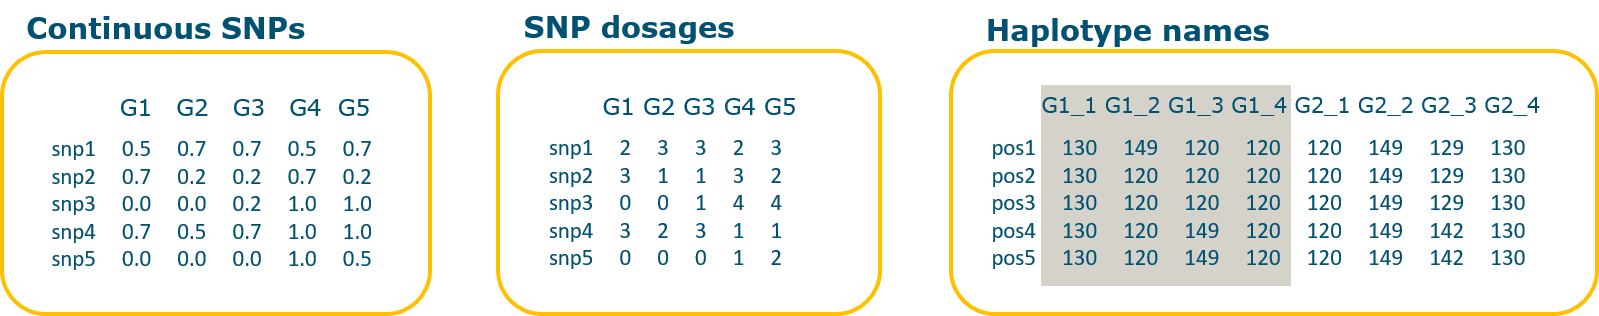 Continuous SNPs
G1 G2 G3 G4 G5
snp1 0.5 0.7 0.7 0.5 0.7
snp2 0.7 0.2 0.2 0.7 0.2
snp3 0.0 0.0 0.2 1.0 1.0
snp4 0.7 0.5 0.7 1.0 1.0
snp5 0.0 0.0 0.0 1.0 0.5
SNP dosages
G1 G2 G3 G4 G5
snp1 2 3 3 2 3
snp2 3 1 1 3 2
snp3 0 0 1 4 4
snp4 3 2 3 1 1
snp5 0 0 0 1 2
Haplotype names
G1_1 G1_2 G1_3 G1_4 G2_1 G2_2 G2_3 G2_4
pos1 130 149 120 120 120 149 129 130
pos2 130 120 120 120 120 149 129 130
pos3 130 120 120 120 120 149 129 130
pos4 130 120 149 120 120 149 142 130
pos5 130 120 149 120 120 149 142 130